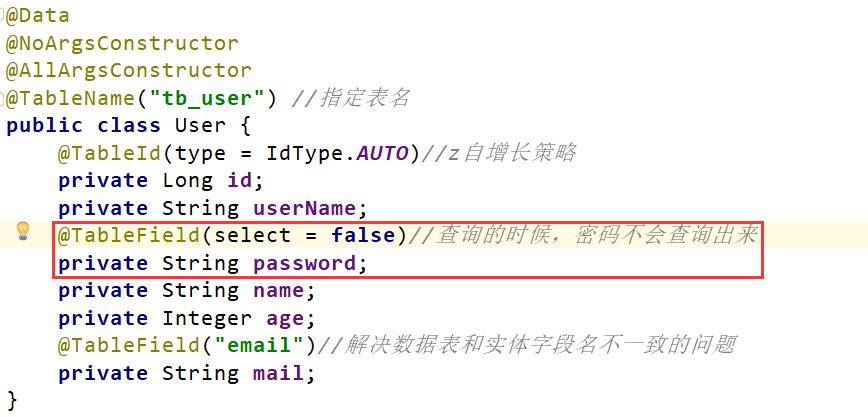 @Data
@NoArgsConstructor
@AllArgsConstructor
@TableName("tb_user") //指定表名
public class User {
    @TableId(type = IdType.AUTO)//z自增长策略
    private Long id;
    private String userName;
    @TableField(select = false)//查询的时候，密码不会查询出来
    private String password;
    private String name;
    private Integer age;
    @TableField("email")//解决数据表和实体字段名不一致的问题
    private String mail;
}